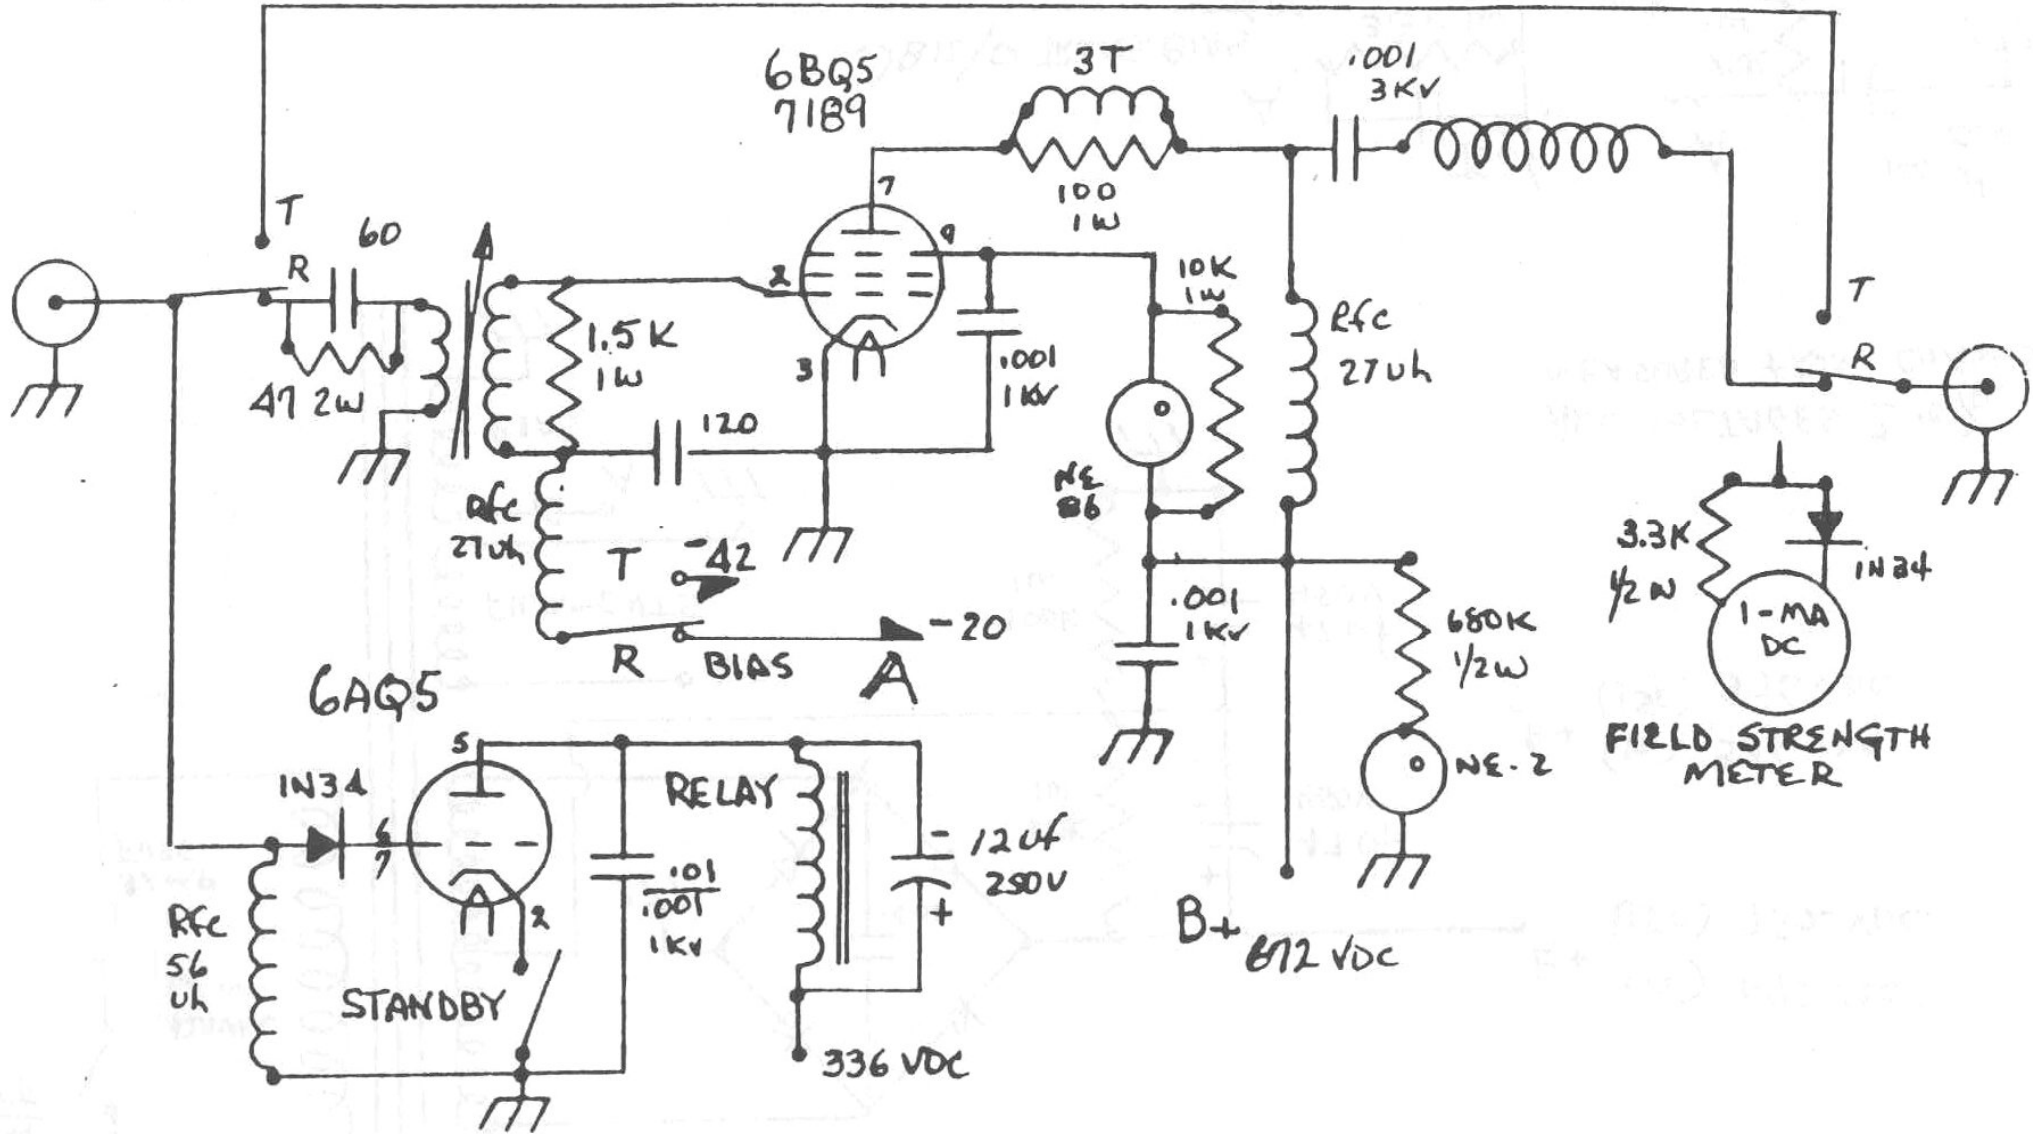 6BQ5
7189
3T
.001
3KV
100
1W
7
9
2
3
T
R
60
47 2W
1.5K
1W
120
.001
1KV
10K
1W
Rfc
27uh
NE
86
T
R
Rfc
27uh
T
-42
-20
R
BIAS
A
.001
1KV
680K
1/2W
NE-2
B+
672 VDC
3.3K
1/2W
1N34
1-MA
DC
FIELD STRENGTH
METER
6AQ5
5
1N34
6
7
2
RELAY
.01
.001
1KV
12uf
250V
-
+
Rfc
56
uh
STANDBY
336 VDC